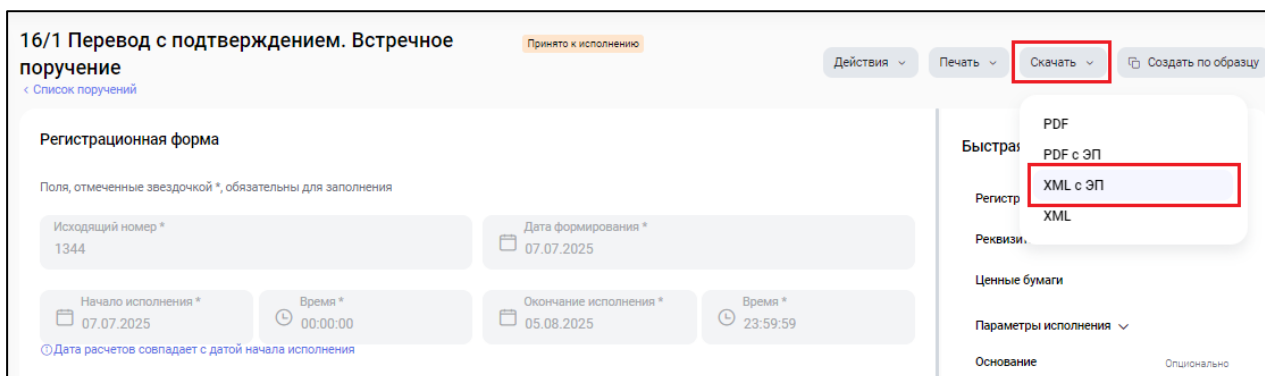 16/1 Перевод с подтверждением. Встречное
поручение
Принято к исполнению
Действия
Печать
Скачать
Создать по образцу
< Список поручений
PDF
PDF с ЭП
XML с ЭП
XML
Регистрационная форма
Поля, отмеченные звездочкой *, обязательны для заполнения
Исходящий номер *
1344
Дата формирования *
07.07.2025
Начало исполнения *
07.07.2025
Время *
00:00:00
Окончание исполнения *
05.08.2025
Время *
23:59:59
Дата расчетов совпадает с датой начала исполнения
Быстрая
Регистр
Реквизит
Ценные бумаги
Параметры исполнения
Основание
Опционально